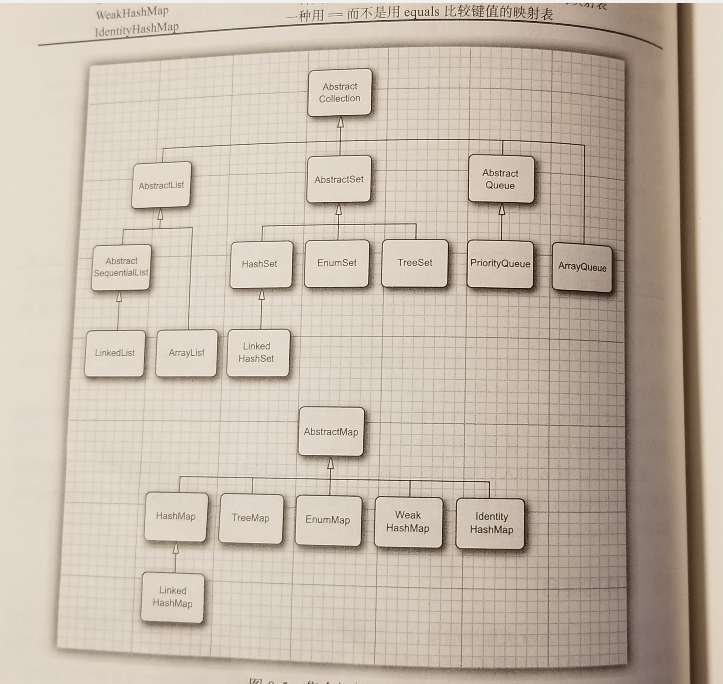 WeakHashMap
IdentityHashMap
一种用 == 而不是用 equals 比较键值的映射表
Abstract
Collection
AbstractList
AbstractSet
Abstract
Queue
Abstract
SequentialList
HashSet
EnumSet
TreeSet
PriorityQueue
ArrayQueue
LinkedList
ArrayList
Linked
HashSet
AbstractMap
HashMap
TreeMap
EnumMap
Weak
HashMap
Identity
HashMap
Linked
HashMap